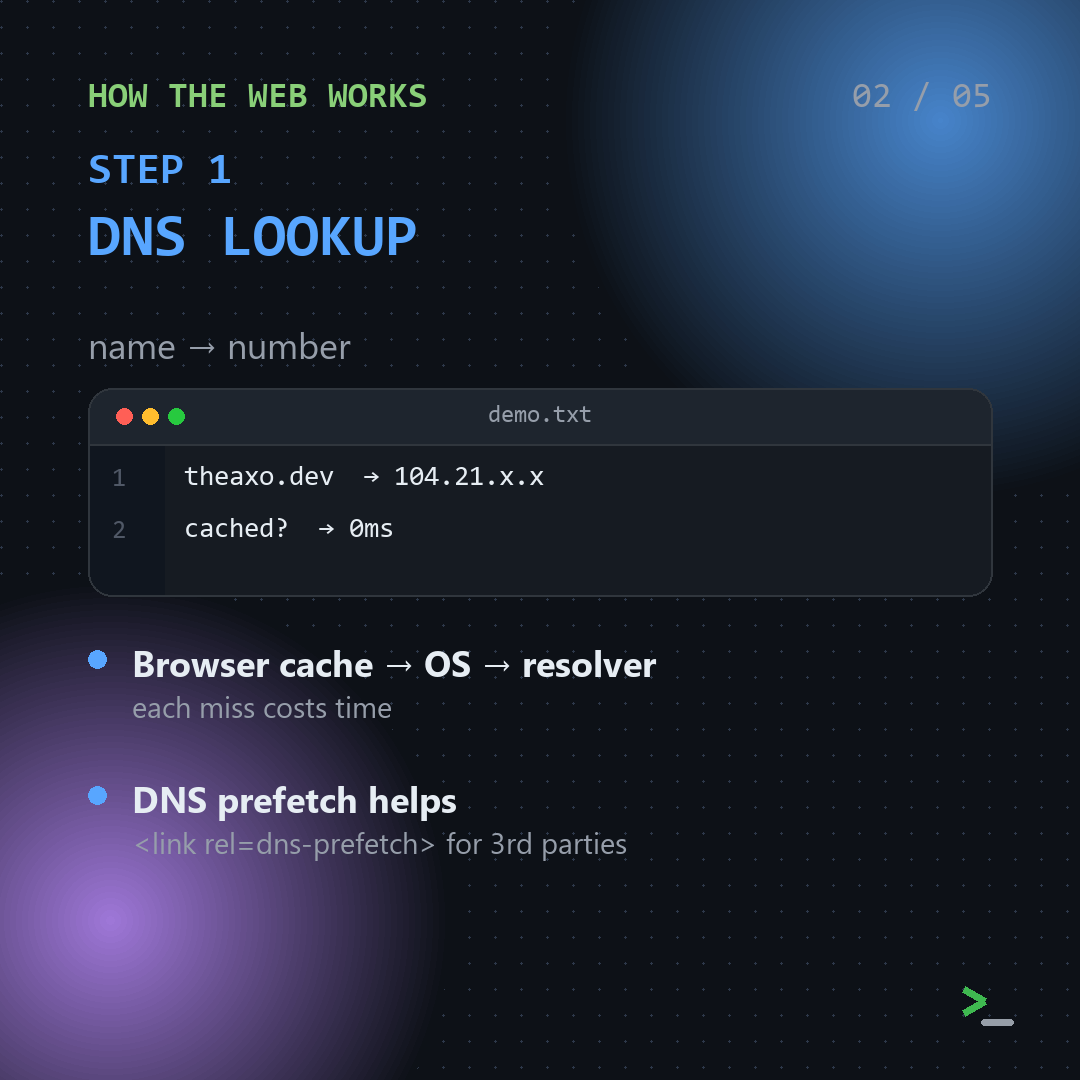 HOW THE WEB WORKS
02 / 05
STEP 1
DNS LOOKUP
name → number
demo.txt
1 theaxo.dev → 104.21.x.x
2 cached? → 0ms
Browser cache → OS → resolver
each miss costs time
DNS prefetch helps
<link rel=dns-prefetch> for 3rd parties
>_